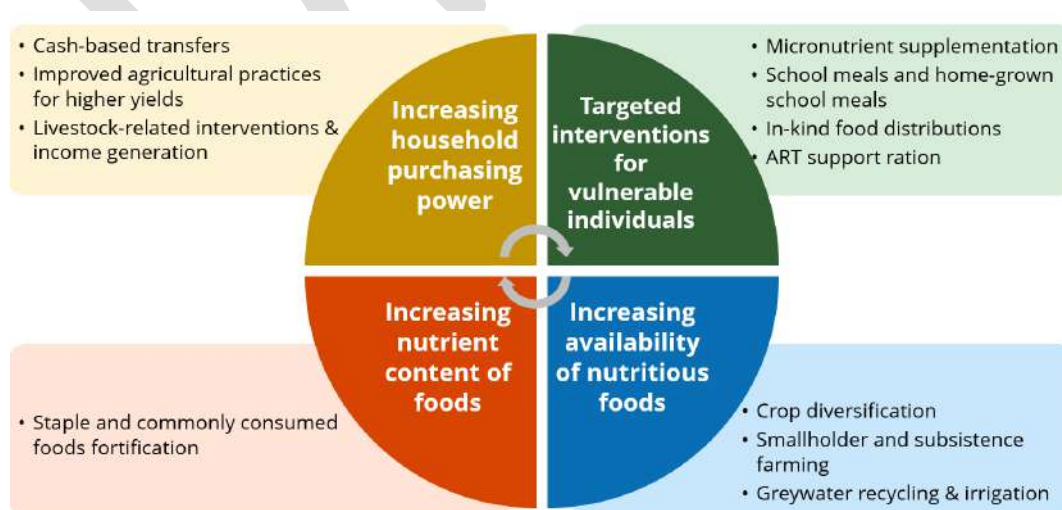 • Cash-based transfers
• Improved agricultural practices
for higher yields
• Livestock-related interventions &
income generation
Increasing
household
purchasing
power
Targeted
interventions
for
vulnerable
individuals
• Micronutrient supplementation
• School meals and home-grown
school meals
• In-kind food distributions
• ART support ration
• Staple and commonly consumed
foods fortification
Increasing
nutrient
content of
foods
Increasing
availability
of nutritious
foods
• Crop diversification
• Smallholder and subsistence
farming
• Greywater recycling & irrigation